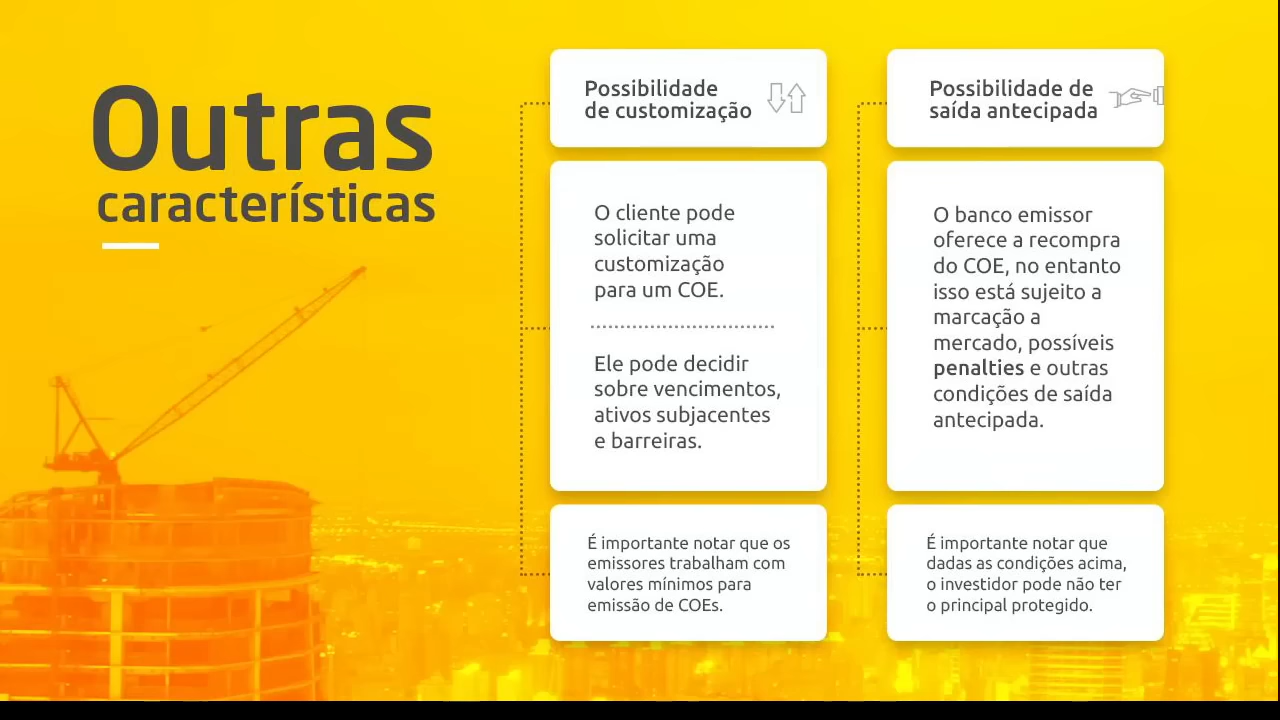 Outras
características
Possibilidade
de customização
O cliente pode
solicitar uma
customização
para um COE.
Ele pode decidir
sobre vencimentos,
ativos subjacentes
e barreiras.
É importante notar que os
emissores trabalham com
valores mínimos para
emissão de COEs.
Possibilidade de
saída antecipada
O banco emissor
oferece a recompra
do COE, no entanto
isso está sujeito a
marcação a
mercado, possíveis
penalties e outras
condições de saída
antecipada.
É importante notar que
dadas as condições acima,
o investidor pode não ter
o principal protegido.